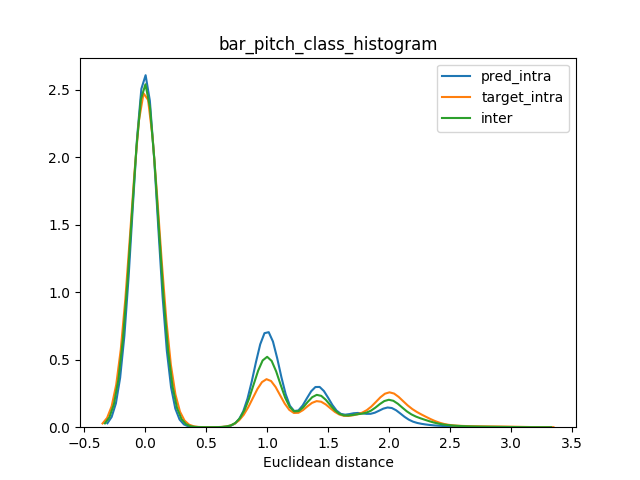 bar_pitch_class_histogram
pred_intra
target_intra
inter
2.5
2.0
1.5
1.0
0.5
0.0
−0.5 0.0 0.5 1.0 1.5 2.0 2.5 3.0 3.5
Euclidean distance